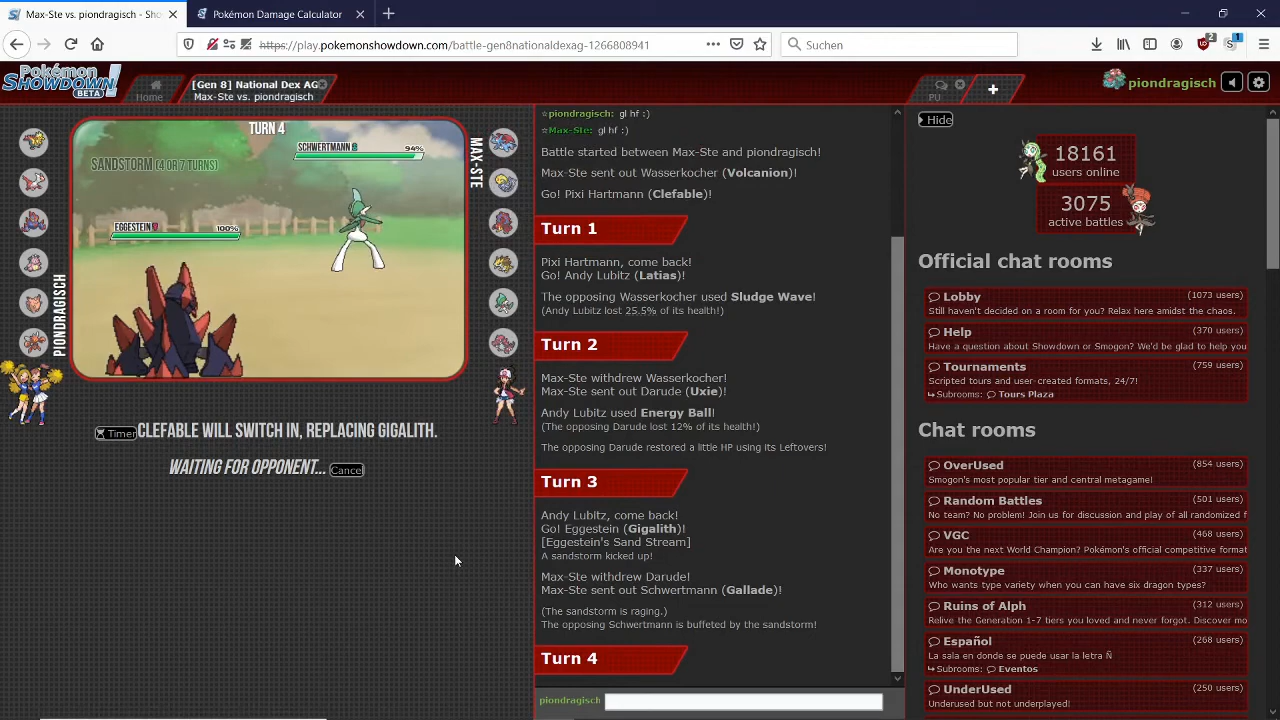 Max-Ste vs. piondragisch - Sho
Pokémon Damage Calculator
https://play.pokemonshowdown.com/battle-gen8nationaldexag-1266808941
Suchen
2
1
Pokémon
Showdown!
BETA
Home
[Gen 8] National Dex AG
Max-Ste vs. piondragisch
PU
piondragisch
TURN 4
SANDSTORM (4 OR 7 TURNS)
SCHWERTMANN
94%
EGGESTEIN
100%
PIONDRAGISCH
MAX-STE
Timer
CLEFABLE WILL SWITCH IN, REPLACING GIGALITH.
WAITING FOR OPPONENT...
Cance
☆piondragisch: gl hf :)
☆Max-Ste: gl hf :)
Battle started between Max-Ste and piondragisch!
Max-Ste sent out Wasserkocher (Volcanion)!
Go! Pixi Hartmann (Clefable)!
Turn 1
Pixi Hartmann, come back!
Go! Andy Lubitz (Latias)!
The opposing Wasserkocher used Sludge Wave!
(Andy Lubitz lost 25.5% of its health!)
Turn 2
Max-Ste withdrew Wasserkocher!
Max-Ste sent out Darude (Uxie)!
Andy Lubitz used Energy Ball!
(The opposing Darude lost 12% of its health!)
The opposing Darude restored a little HP using its Leftovers!
Turn 3
Andy Lubitz, come back!
Go! Eggestein (Gigalith)!
[Eggestein's Sand Stream]
A sandstorm kicked up!
Max-Ste withdrew Darude!
Max-Ste sent out Schwertmann (Gallade)!
(The sandstorm is raging.)
The opposing Schwertmann is buffeted by the sandstorm!
Turn 4
piondragisch
Hide
18161
users online
3075
active battles
Official chat rooms
Lobby
(1073 users)
Still haven't decided on a room for you? Relax here amidst the chaos.
Help
(370 users)
Have a question about Showdown or Smogon? We'd be glad to help you
Tournaments
(759 users)
Scripted tours and user-created formats, 24/7!
Subrooms: Tours Plaza
Chat rooms
OverUsed
(854 users)
Smogon's most popular tier and central metagame!
Random Battles
(501 users)
No team? No problem! Join us for discussion and play of all randomized f
VGC
(468 users)
Are you the next World Champion? Pokémon's official competitive format
Monotype
(337 users)
Who wants type variety when you can have six dragon types?
Ruins of Alph
(312 users)
Relive the Generation 1-7 tiers you loved and never forgot. Discover mo
Español
(268 users)
La sala en donde se puede usar la letra Ñ
Subrooms: Eventos
UnderUsed
(250 users)
Underused but not underplayed!